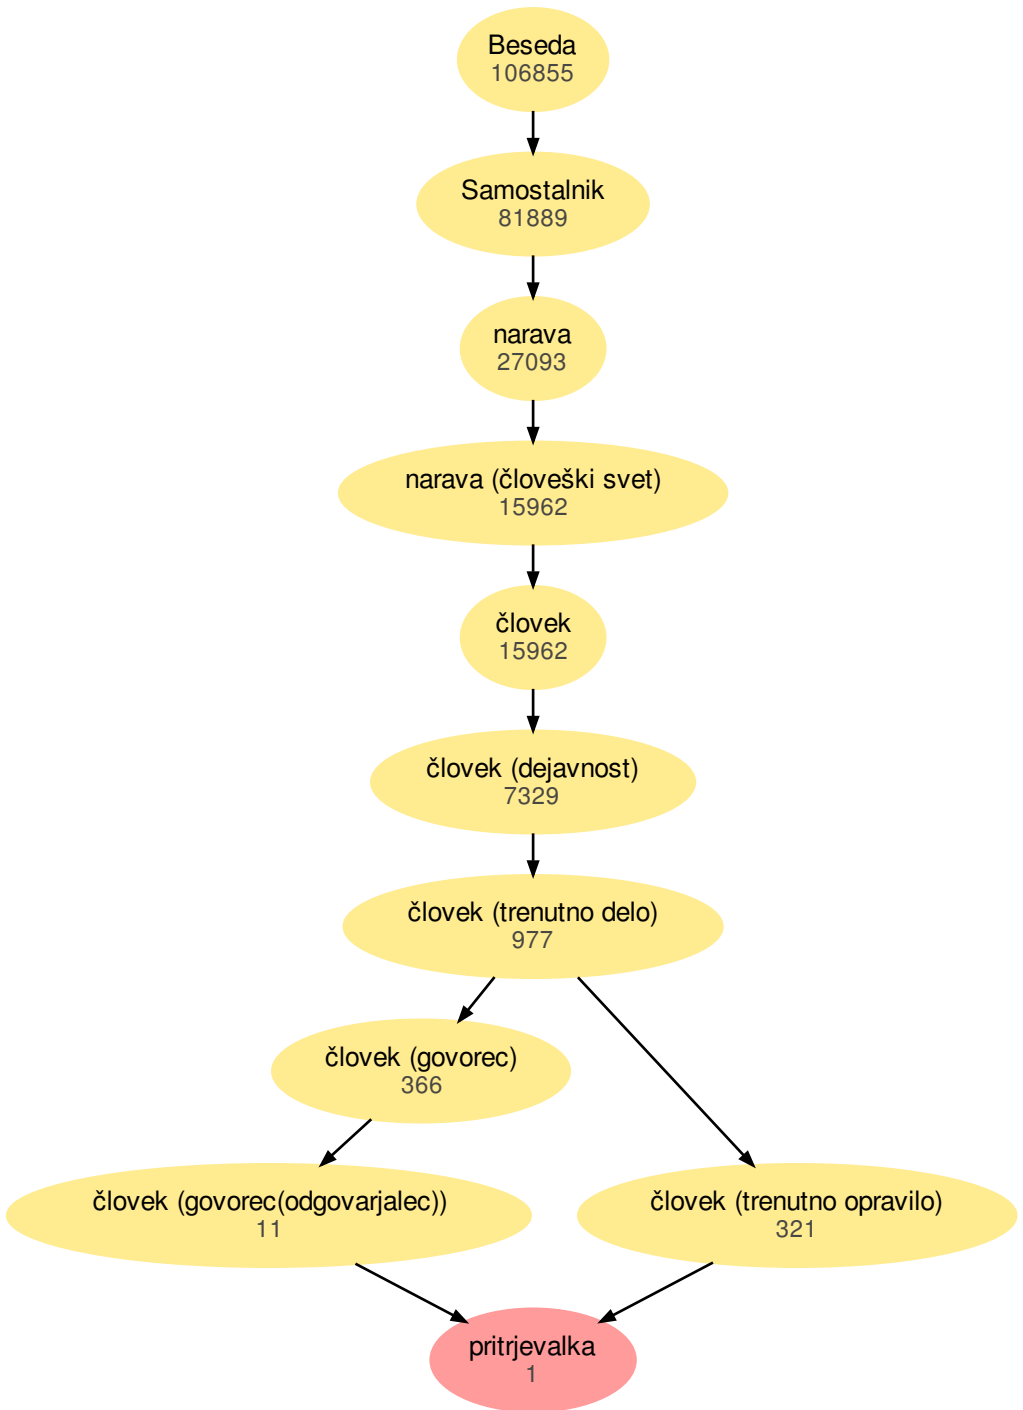 Beseda
106855
Samostalnik
81889
narava
27093
narava (človeški svet)
15962
človek
15962
človek (dejavnost)
7329
človek (trenutno delo)
977
človek (govorec)
366
človek (govorec(odgovarjalec))
11
človek (trenutno opravilo)
321
pritrjevalka
1